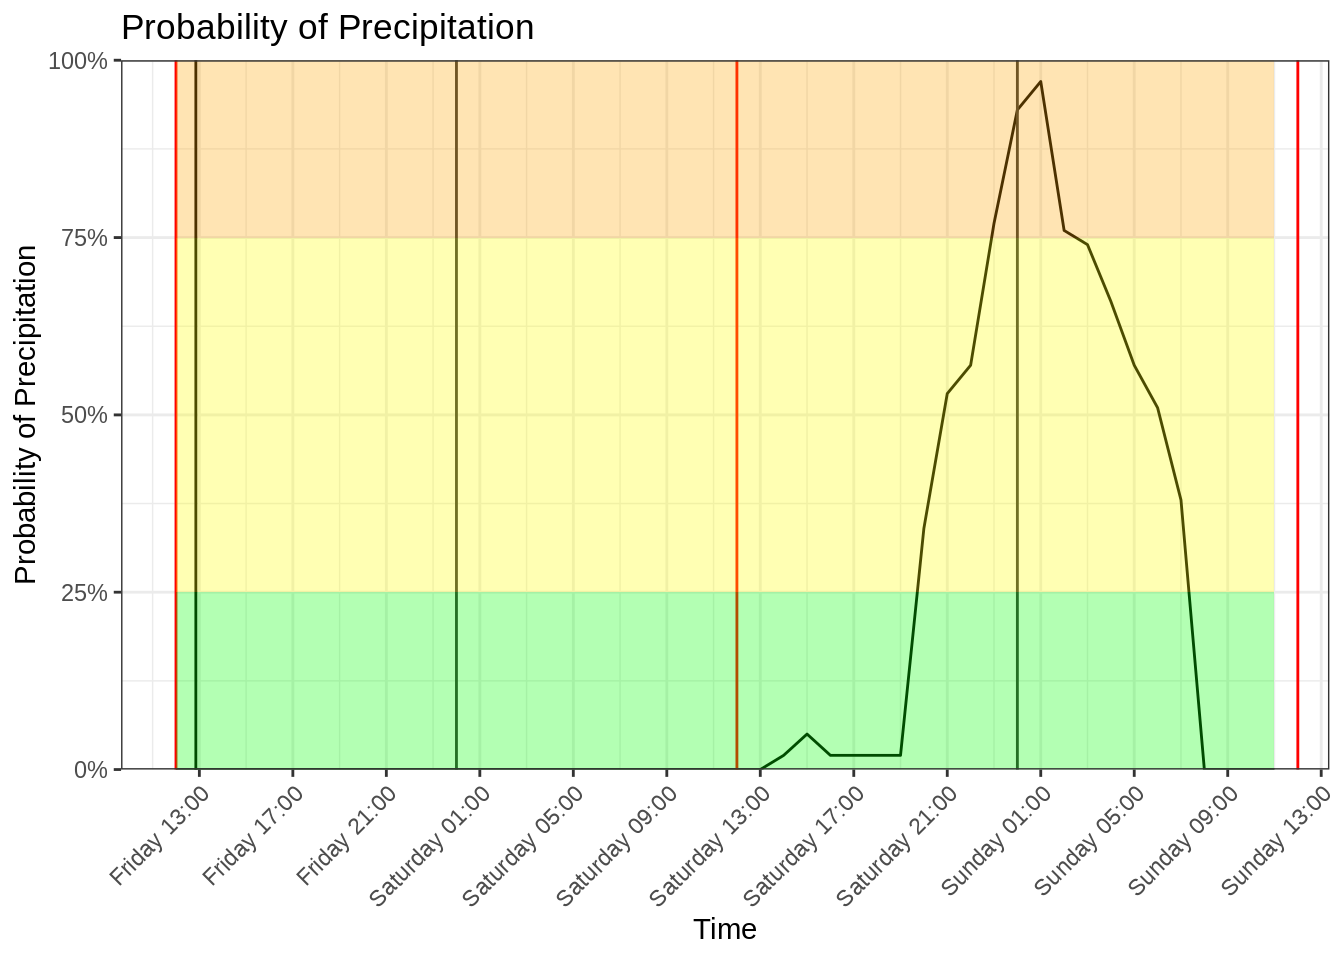 Probability of Precipitation
Probability of Precipitation
100%
75%
50%
25%
0%
Friday 13:00
Friday 17:00
Friday 21:00
Saturday 01:00
Saturday 05:00
Saturday 09:00
Saturday 13:00
Saturday 17:00
Saturday 21:00
Sunday 01:00
Sunday 05:00
Sunday 09:00
Sunday 13:00
Time